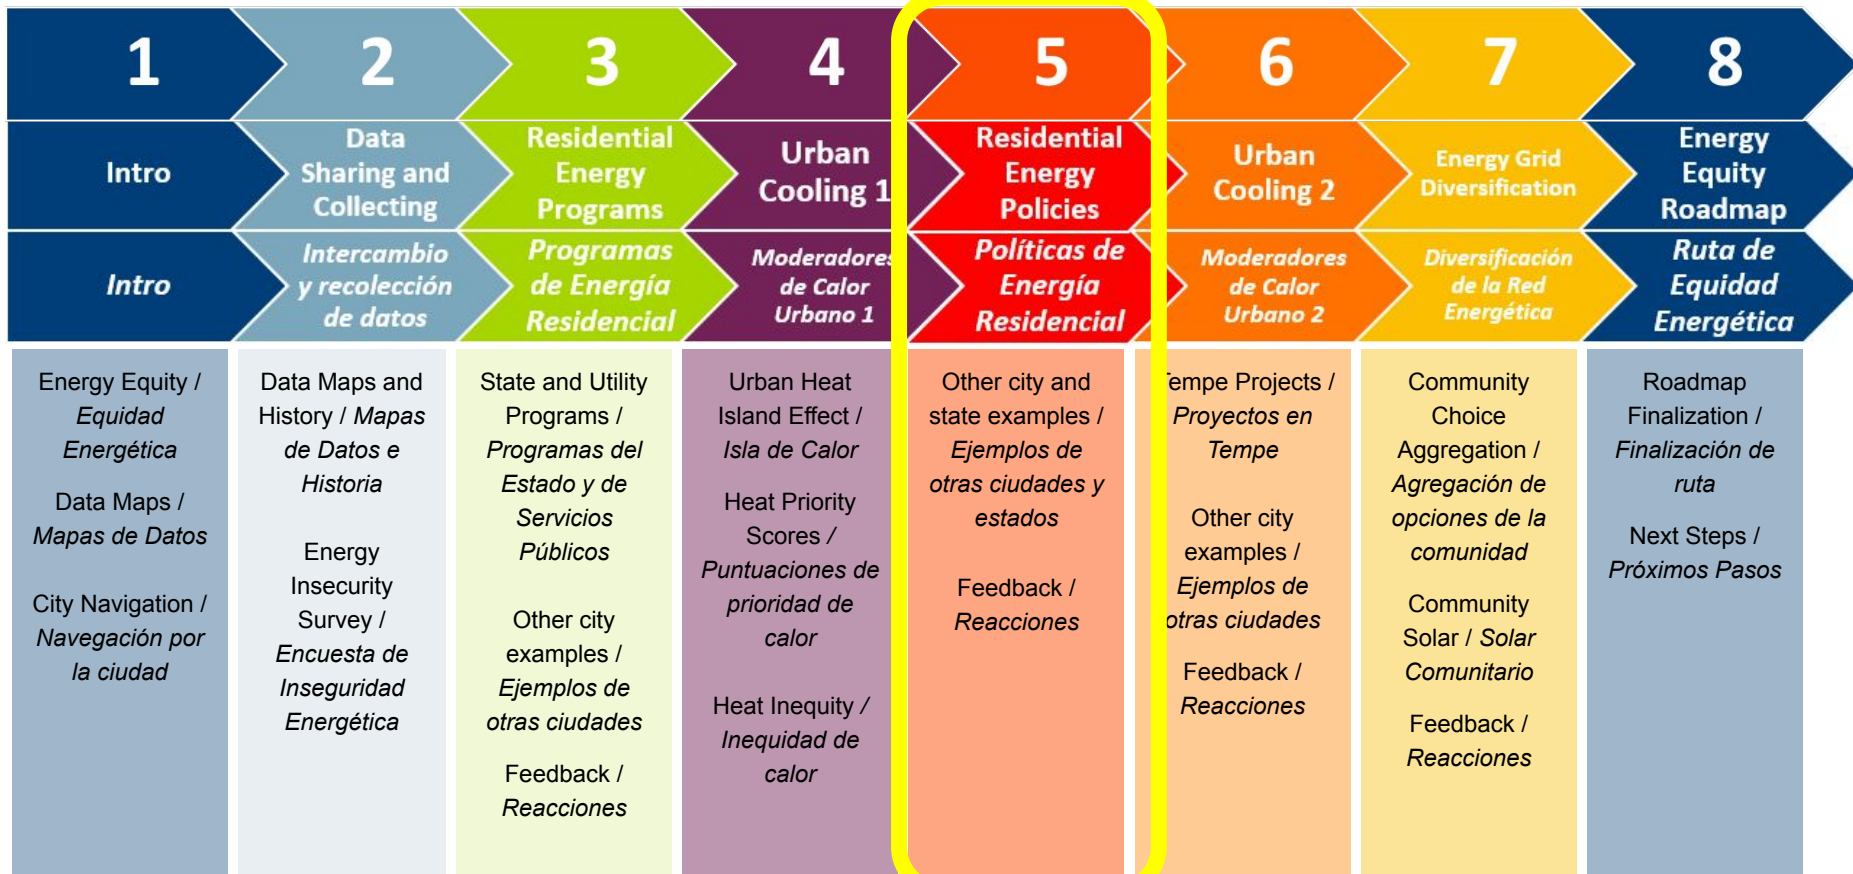 1
2
3
4
5
6
7
8
Intro
Data
Sharing and
Collecting
Residential
Energy
Programs
Urban
Cooling 1
Residential
Energy
Policies
Urban
Cooling 2
Energy Grid
Diversification
Energy
Equity
Roadmap
Intro
Intercambio
y recolección
de datos
Programas
de Energía
Residencial
Moderadores
de Calor
Urbano 1
Políticas de
Energía
Residencial
Moderadores
de Calor
Urbano 2
Diversificación
de la Red
Energética
Ruta de
Equidad
Energética
Energy Equity /
Equidad
Energética
Data Maps /
Mapas de Datos
City Navigation /
Navegación por
la ciudad
Data Maps and
History / Mapas
de Datos e
Historia
Energy
Insecurity
Survey /
Encuesta de
Inseguridad
Energética
State and Utility
Programs /
Programas del
Estado y de
Servicios
Públicos
Other city
examples /
Ejemplos de
otras ciudades
Feedback /
Reacciones
Urban Heat
Island Effect /
Isla de Calor
Heat Priority
Scores /
Puntuaciones de
prioridad de
calor
Heat Inequity /
Inequidad de
calor
Other city and
state examples /
Ejemplos de
otras ciudades y
estados
Feedback /
Reacciones
Tempe Projects /
Proyectos en
Tempe
Other city
examples /
Ejemplos de
otras ciudades
Feedback /
Reacciones
Community
Choice
Aggregation /
Agregación de
opciones de la
comunidad
Community
Solar / Solar
Comunitario
Feedback /
Reacciones
Roadmap
Finalization /
Finalización de
ruta
Next Steps /
Próximos Pasos